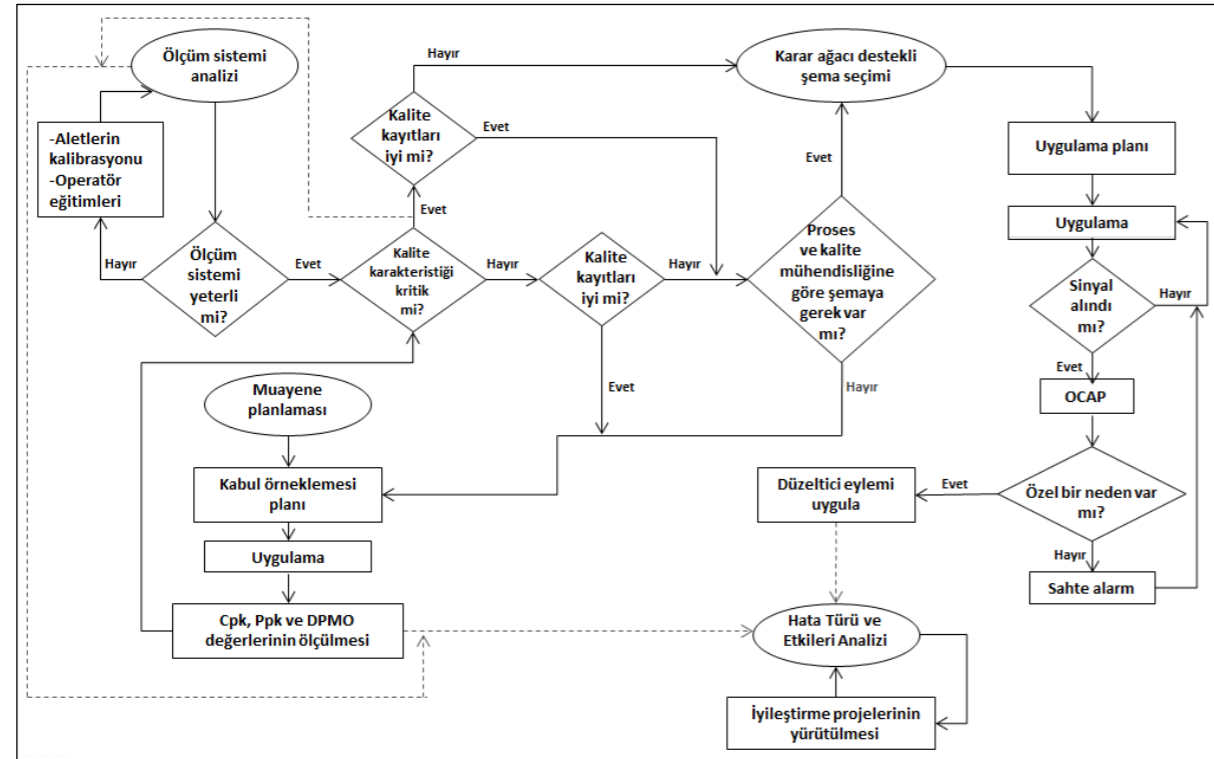 Ölçüm sistemi
analizi
-Aletlerin
kalibrasyonu
-Operatör
eğitimleri
Hayır
Ölçüm
sistemi
yeterli
mi?
Evet
Kalite
karakteristiği
kritik
mi?
Evet
Hayır
Kalite
kayıtları
iyi mi?
Hayır
Evet
Kalite
kayıtları
iyi mi?
Hayır
Evet
Karar ağacı destekli
şema seçimi
Evet
Proses
ve kalite
mühendisliğine
göre şemaya
gerek var
mı?
Hayır
Uygulama planı
Uygulama
Sinyal
alındı
mı?
Hayır
Evet
OCAP
Özel bir neden var
mı?
Evet
Hayır
Sahte alarm
Düzeltici eylemi
uygula
Muayene
planlaması
Kabul örneklemesi
planı
Uygulama
Cpk, Ppk ve DPMO
değerlerinin ölçülmesi
Hata Türü ve
Etkileri Analizi
İyileştirme projelerinin
yürütülmesi